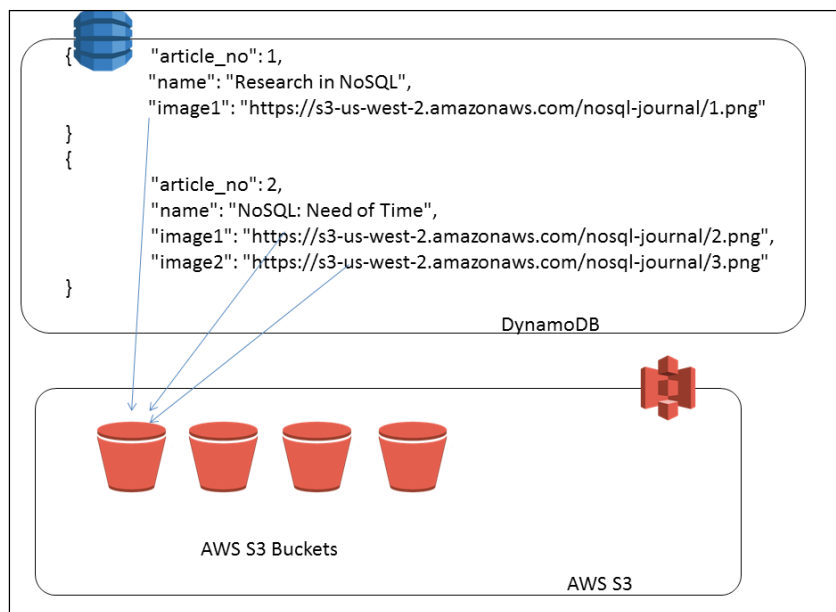 { "article_no": 1,
"name": "Research in NoSQL",
"image1": "https://s3-us-west-2.amazonaws.com/nosql-journal/1.png"
}
{
"article_no": 2,
"name": "NoSQL: Need of Time",
"image1": "https://s3-us-west-2.amazonaws.com/nosql-journal/2.png",
"image2": "https://s3-us-west-2.amazonaws.com/nosql-journal/3.png"
}
DynamoDB
AWS S3 Buckets
AWS S3